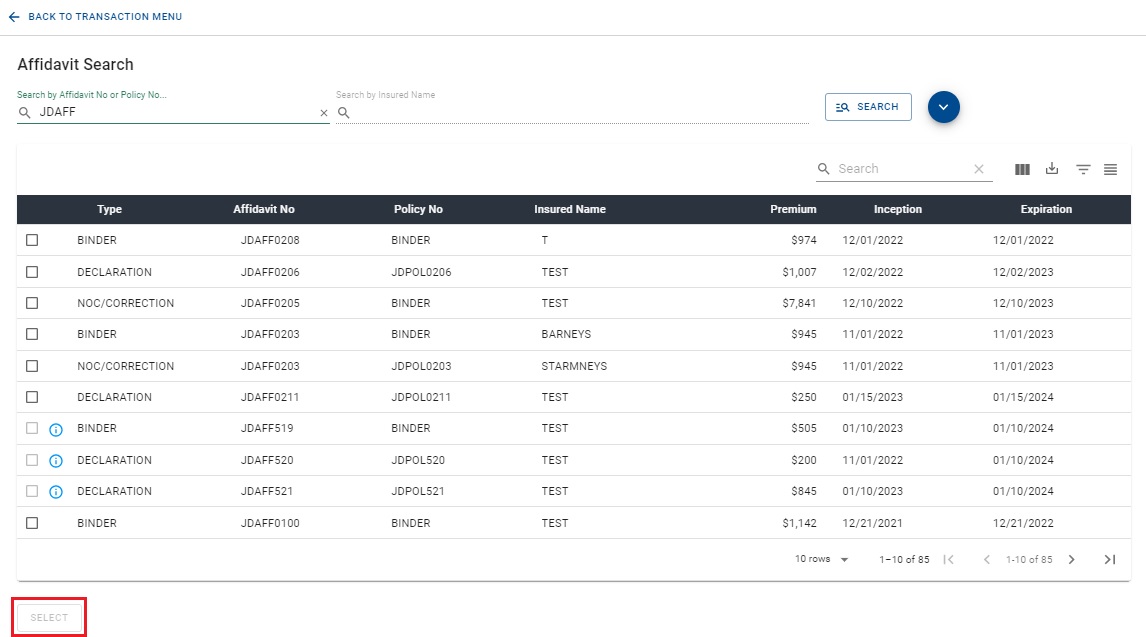 BACK TO TRANSACTION MENU
Affidavit Search
Search by Affidavit No or Policy No... Search by Insured Name
JDAFF
SEARCH
Search
Type Affidavit No Policy No Insured Name Premium Inception Expiration
BINDER JDAFF0208 BINDER T $974 12/01/2022 12/01/2022
DECLARATION JDAFF0206 JDPOL0206 TEST $1,007 12/02/2022 12/02/2023
NOC/CORRECTION JDAFF0205 BINDER TEST $7,841 12/10/2022 12/10/2023
BINDER JDAFF0203 BINDER BARNEYS $945 11/01/2022 11/01/2023
NOC/CORRECTION JDAFF0203 JDPOL0203 STARMNEYS $945 11/01/2022 11/01/2023
DECLARATION JDAFF0211 JDPOL0211 TEST $250 01/15/2023 01/15/2024
BINDER JDAFF519 BINDER TEST $505 01/10/2023 01/10/2024
DECLARATION JDAFF520 JDPOL520 TEST $200 11/01/2022 01/10/2024
DECLARATION JDAFF521 JDPOL521 TEST $845 01/10/2023 01/10/2024
BINDER JDAFF0100 BINDER TEST $1,142 12/21/2021 12/21/2022
10 rows 1–10 of 85 1-10 of 85
SELECT